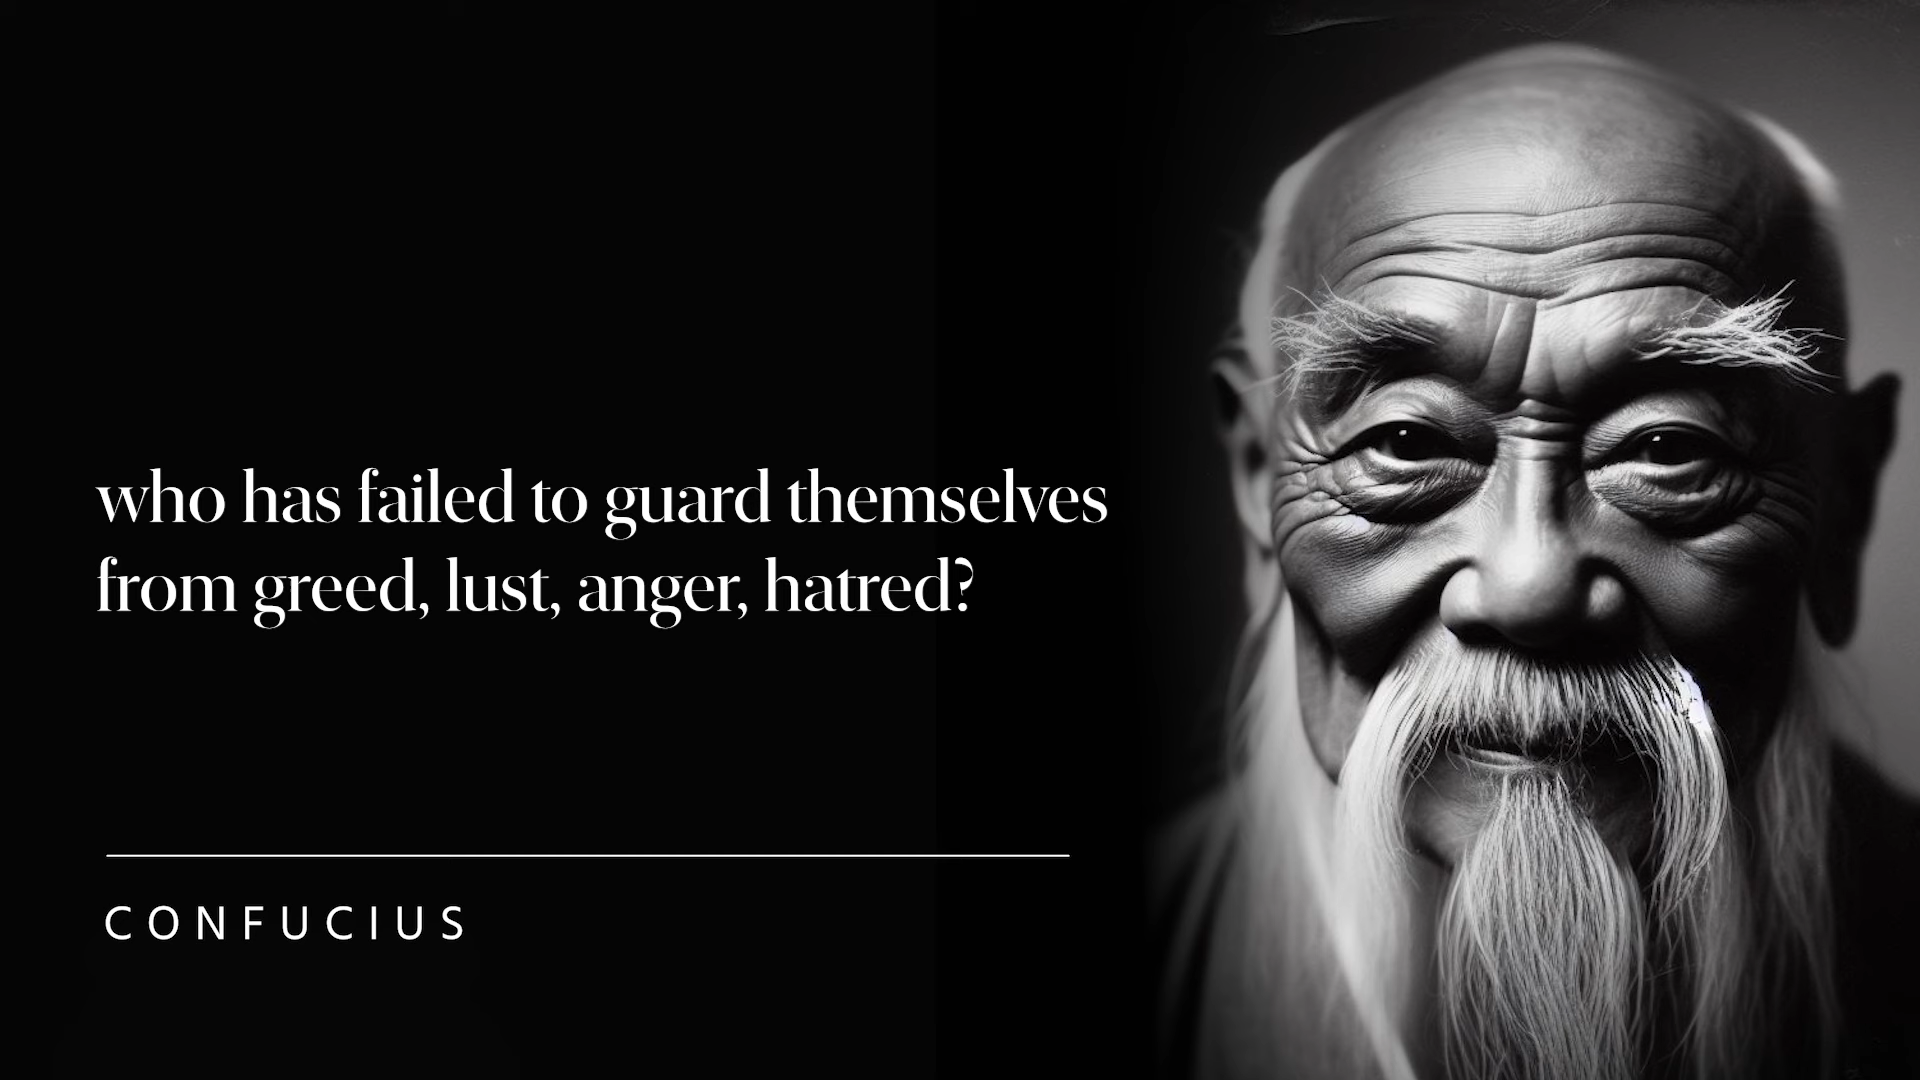 who has failed to guard themselves
from greed, lust, anger, hatred?
CONFUCIUS